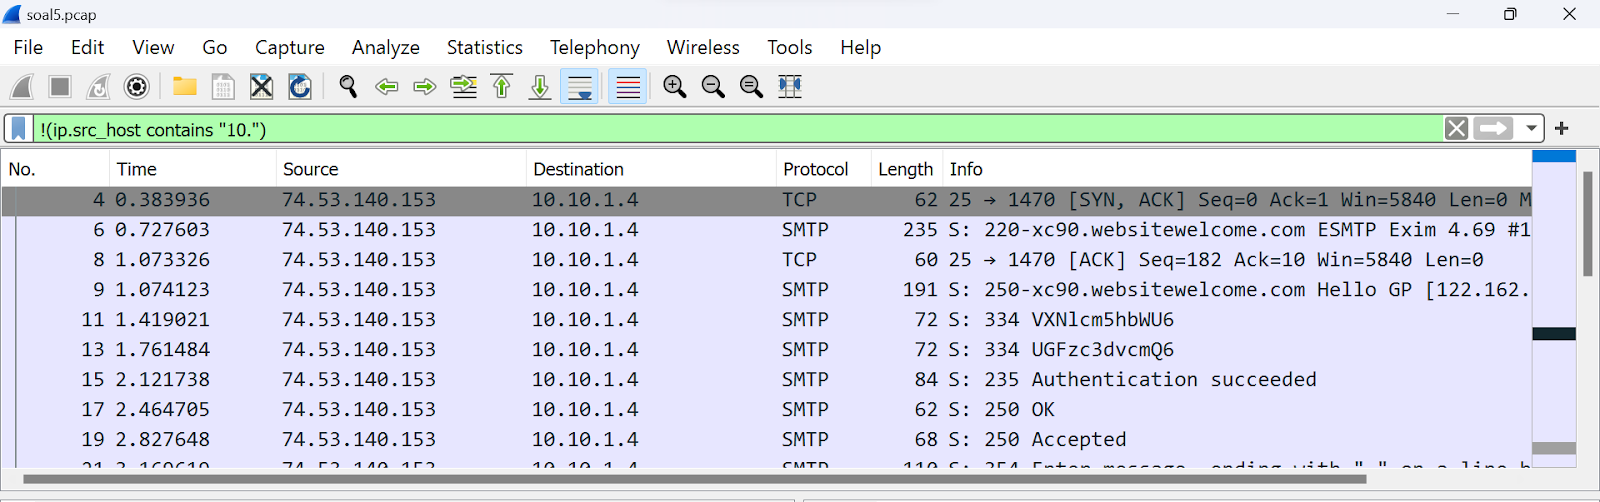 soal5.pcap
File Edit View Go Capture Analyze Statistics Telephony Wireless Tools Help
!(ip.src_host contains "10.")
No. Time Source Destination Protocol Length Info
4 0.383936 74.53.140.153 10.10.1.4 TCP 62 25 → 1470 [SYN, ACK] Seq=0 Ack=1 Win=5840 Len=0 M
6 0.727603 74.53.140.153 10.10.1.4 SMTP 235 S: 220-xc90.websitewelcome.com ESMTP Exim 4.69 #1
8 1.073326 74.53.140.153 10.10.1.4 TCP 60 25 → 1470 [ACK] Seq=182 Ack=10 Win=5840 Len=0
9 1.074123 74.53.140.153 10.10.1.4 SMTP 191 S: 250-xc90.websitewelcome.com Hello GP [122.162.
11 1.419021 74.53.140.153 10.10.1.4 SMTP 72 S: 334 VXNlcm5hbWU6
13 1.761484 74.53.140.153 10.10.1.4 SMTP 72 S: 334 UGFzc3dvcmQ6
15 2.121738 74.53.140.153 10.10.1.4 SMTP 84 S: 235 Authentication succeeded
17 2.464705 74.53.140.153 10.10.1.4 SMTP 62 S: 250 OK
19 2.827648 74.53.140.153 10.10.1.4 SMTP 68 S: 250 Accepted